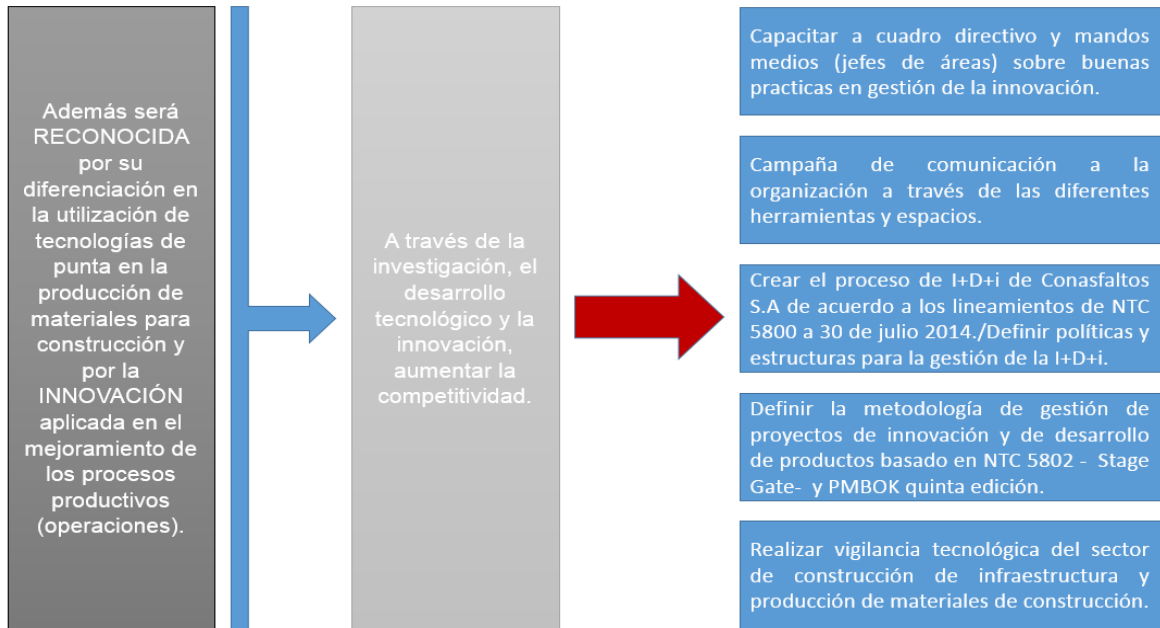 Además será
RECONOCIDA
por su
diferenciación en
la utilización de
tecnologías de
punta en la
producción de
materiales para
construcción y
por la
INNOVACIÓN
aplicada en el
mejoramiento de
los procesos
productivos
(operaciones).
A través de la
investigación, el
desarrollo
tecnológico y la
innovación,
aumentar la
competitividad.
Capacitar a cuadro directivo y mandos
medios (jefes de áreas) sobre buenas
practicas en gestión de la innovación.
Campaña de comunicación a la
organización a través de las diferentes
herramientas y espacios.
Crear el proceso de I+D+i de Conasfaltos
S.A de acuerdo a los lineamientos de NTC
5800 a 30 de julio 2014./Definir políticas y
estructuras para la gestión de la I+D+i.
Definir la metodología de gestión de
proyectos de innovación y de desarrollo
de productos basado en NTC 5802 - Stage
Gate- y PMBOK quinta edición.
Realizar vigilancia tecnológica del sector
de construcción de infraestructura y
producción de materiales de construcción.